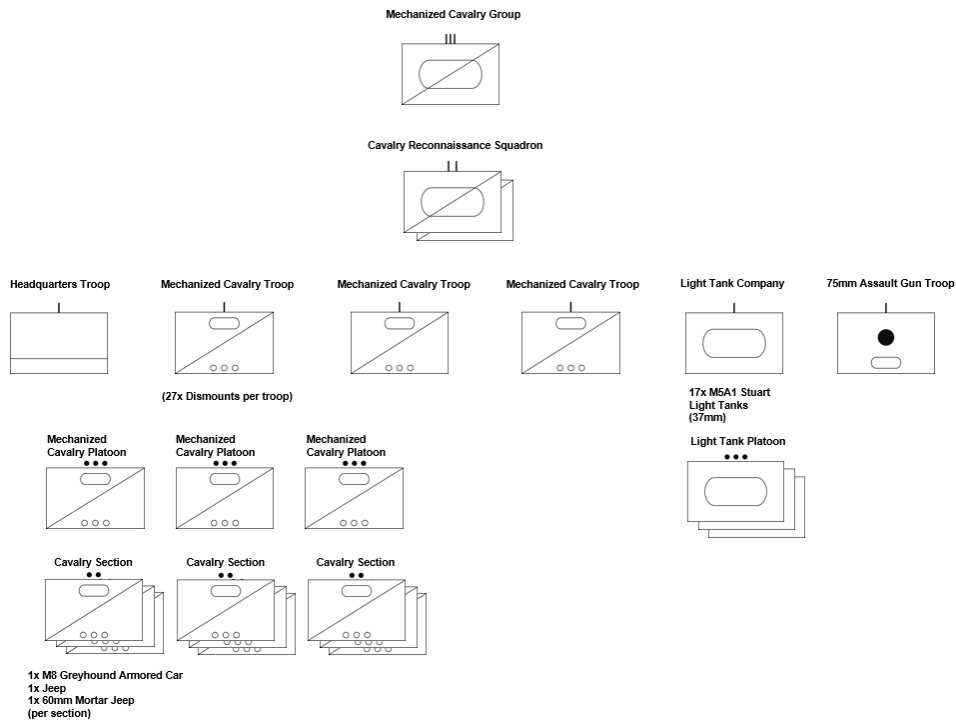 Mechanized Cavalry Group
Cavalry Reconnaissance Squadron
Headquarters Troop
Mechanized Cavalry Troop
Mechanized Cavalry Troop
Mechanized Cavalry Troop
Light Tank Company
75mm Assault Gun Troop
(27x Dismounts per troop)
17x M5A1 Stuart
Light Tanks
(37mm)
Mechanized
Cavalry Platoon
Mechanized
Cavalry Platoon
Mechanized
Cavalry Platoon
Light Tank Platoon
Cavalry Section
Cavalry Section
Cavalry Section
1x M8 Greyhound Armored Car
1x Jeep
1x 60mm Mortar Jeep
(per section)